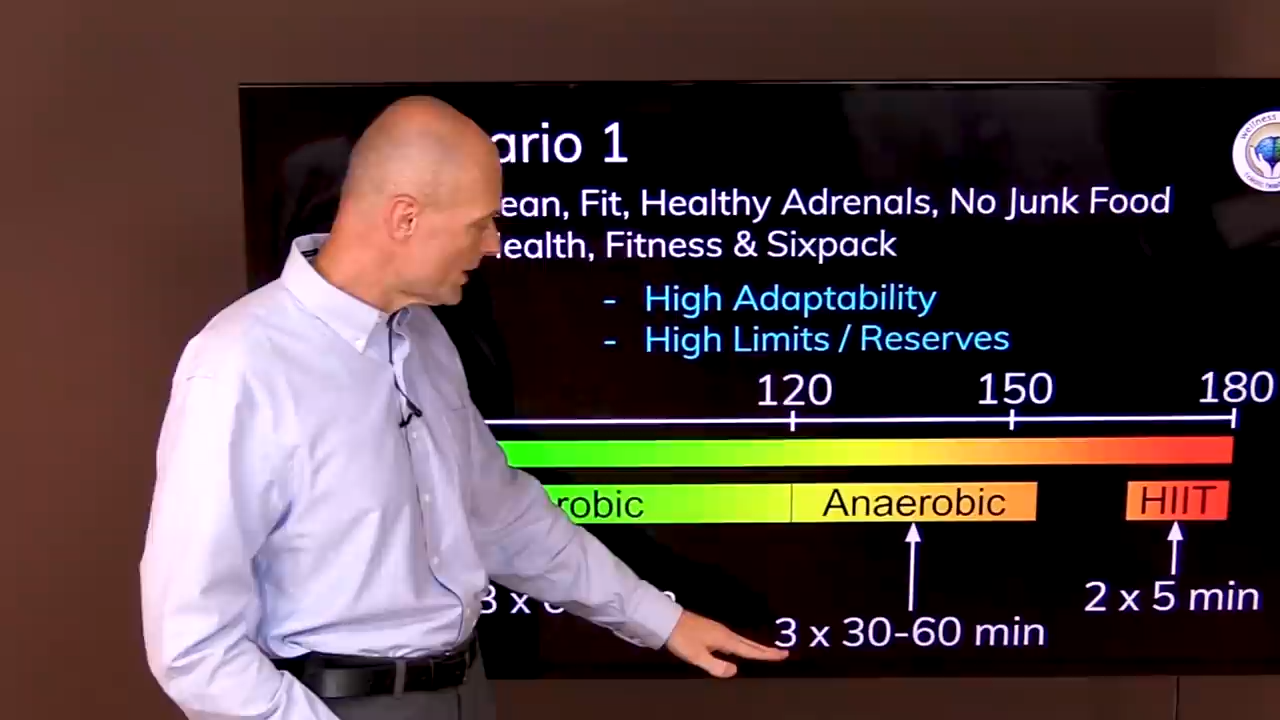 ario 1
ean, Fit, Healthy Adrenals, No Junk Food
ealth, Fitness & Sixpack
- High Adaptability
- High Limits / Reserves
120 150 180
robic Anaerobic HIIT
2 x 5 min
3 x 30-60 min
Wellness